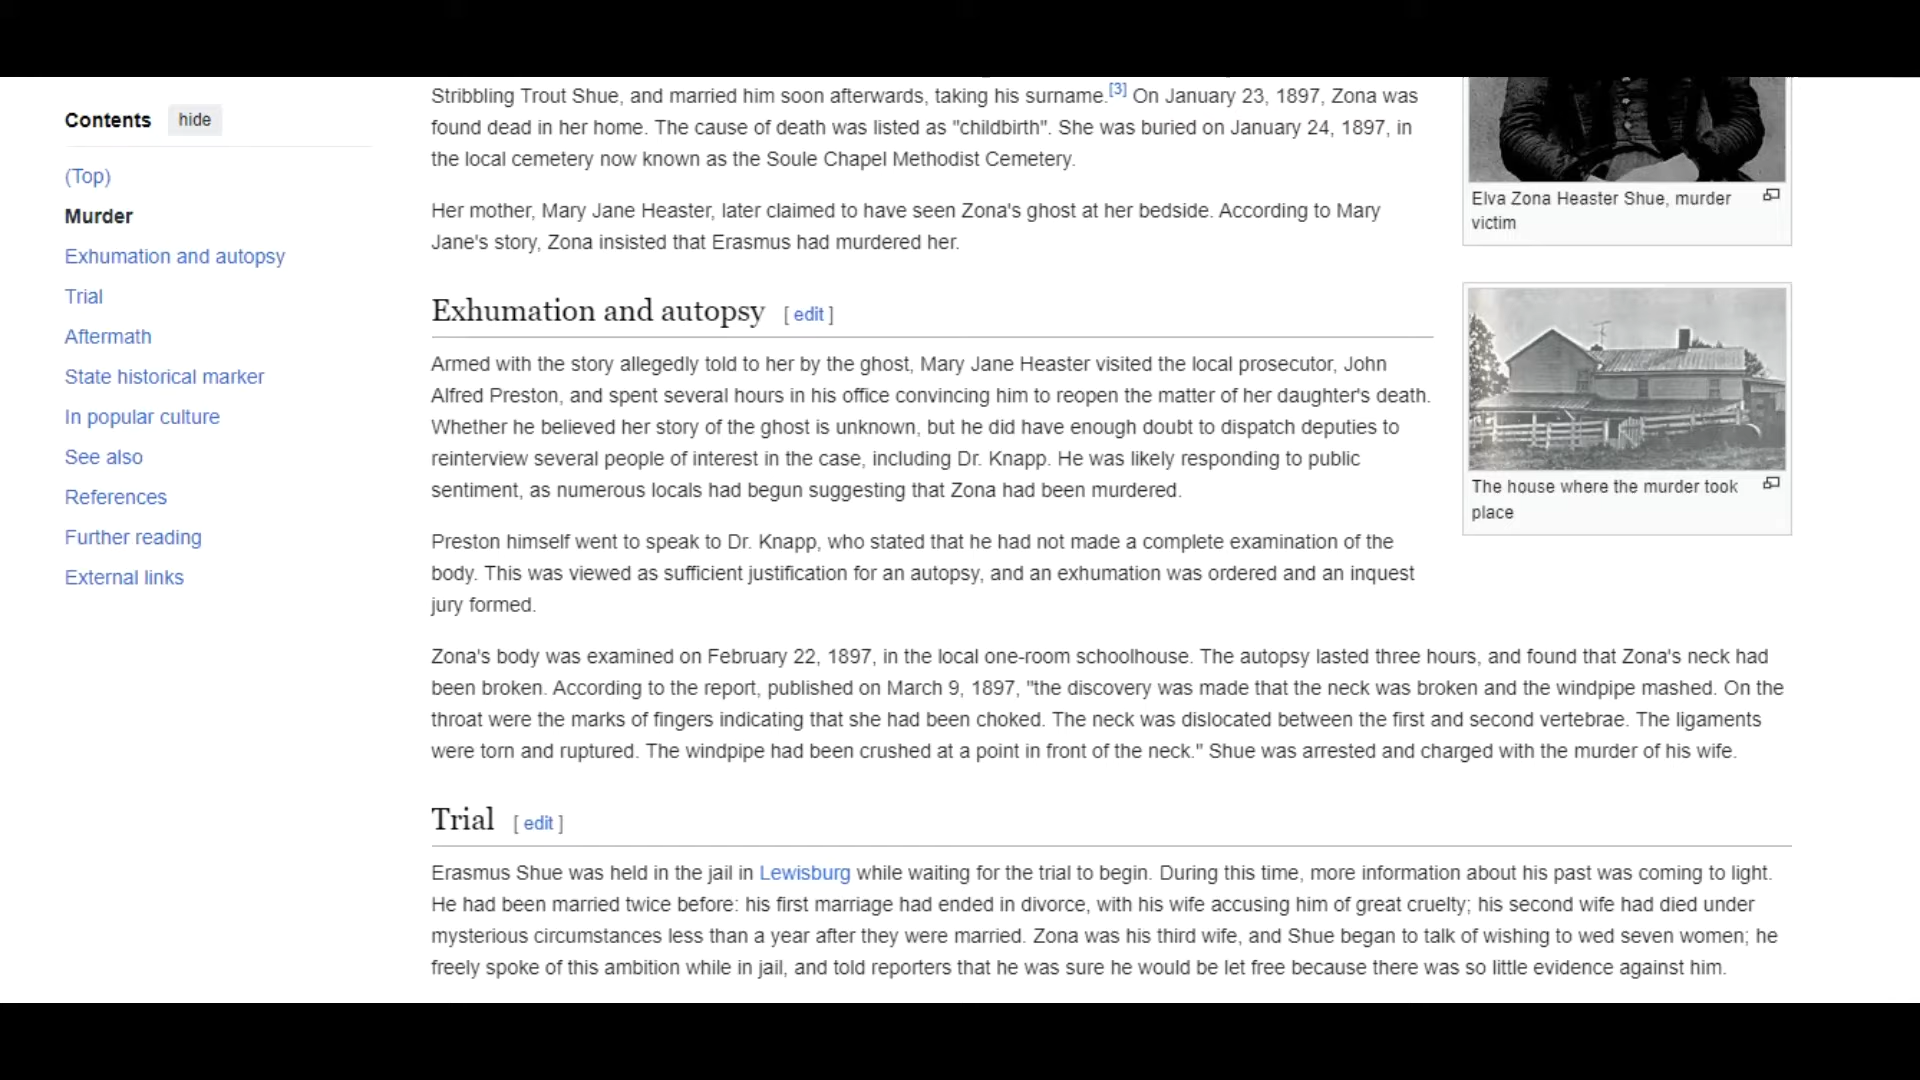 Contents hide
(Top)
Murder
Exhumation and autopsy
Trial
Aftermath
State historical marker
In popular culture
See also
References
Further reading
External links
Stribbling Trout Shue, and married him soon afterwards, taking his surname.[3] On January 23, 1897, Zona was
found dead in her home. The cause of death was listed as "childbirth". She was buried on January 24, 1897, in
the local cemetery now known as the Soule Chapel Methodist Cemetery.
Her mother, Mary Jane Heaster, later claimed to have seen Zona's ghost at her bedside. According to Mary
Jane's story, Zona insisted that Erasmus had murdered her.
Exhumation and autopsy [ edit ]
Armed with the story allegedly told to her by the ghost, Mary Jane Heaster visited the local prosecutor, John
Alfred Preston, and spent several hours in his office convincing him to reopen the matter of her daughter's death.
Whether he believed her story of the ghost is unknown, but he did have enough doubt to dispatch deputies to
reinterview several people of interest in the case, including Dr. Knapp. He was likely responding to public
sentiment, as numerous locals had begun suggesting that Zona had been murdered.
Preston himself went to speak to Dr. Knapp, who stated that he had not made a complete examination of the
body. This was viewed as sufficient justification for an autopsy, and an exhumation was ordered and an inquest
jury formed.
Zona's body was examined on February 22, 1897, in the local one-room schoolhouse. The autopsy lasted three hours, and found that Zona's neck had
been broken. According to the report, published on March 9, 1897, "the discovery was made that the neck was broken and the windpipe mashed. On the
throat were the marks of fingers indicating that she had been choked. The neck was dislocated between the first and second vertebrae. The ligaments
were torn and ruptured. The windpipe had been crushed at a point in front of the neck." Shue was arrested and charged with the murder of his wife.
Trial [ edit ]
Erasmus Shue was held in the jail in Lewisburg while waiting for the trial to begin. During this time, more information about his past was coming to light.
He had been married twice before: his first marriage had ended in divorce, with his wife accusing him of great cruelty; his second wife had died under
mysterious circumstances less than a year after they were married. Zona was his third wife, and Shue began to talk of wishing to wed seven women; he
freely spoke of this ambition while in jail, and told reporters that he was sure he would be let free because there was so little evidence against him.
Elva Zona Heaster Shue, murder
victim
The house where the murder took
place